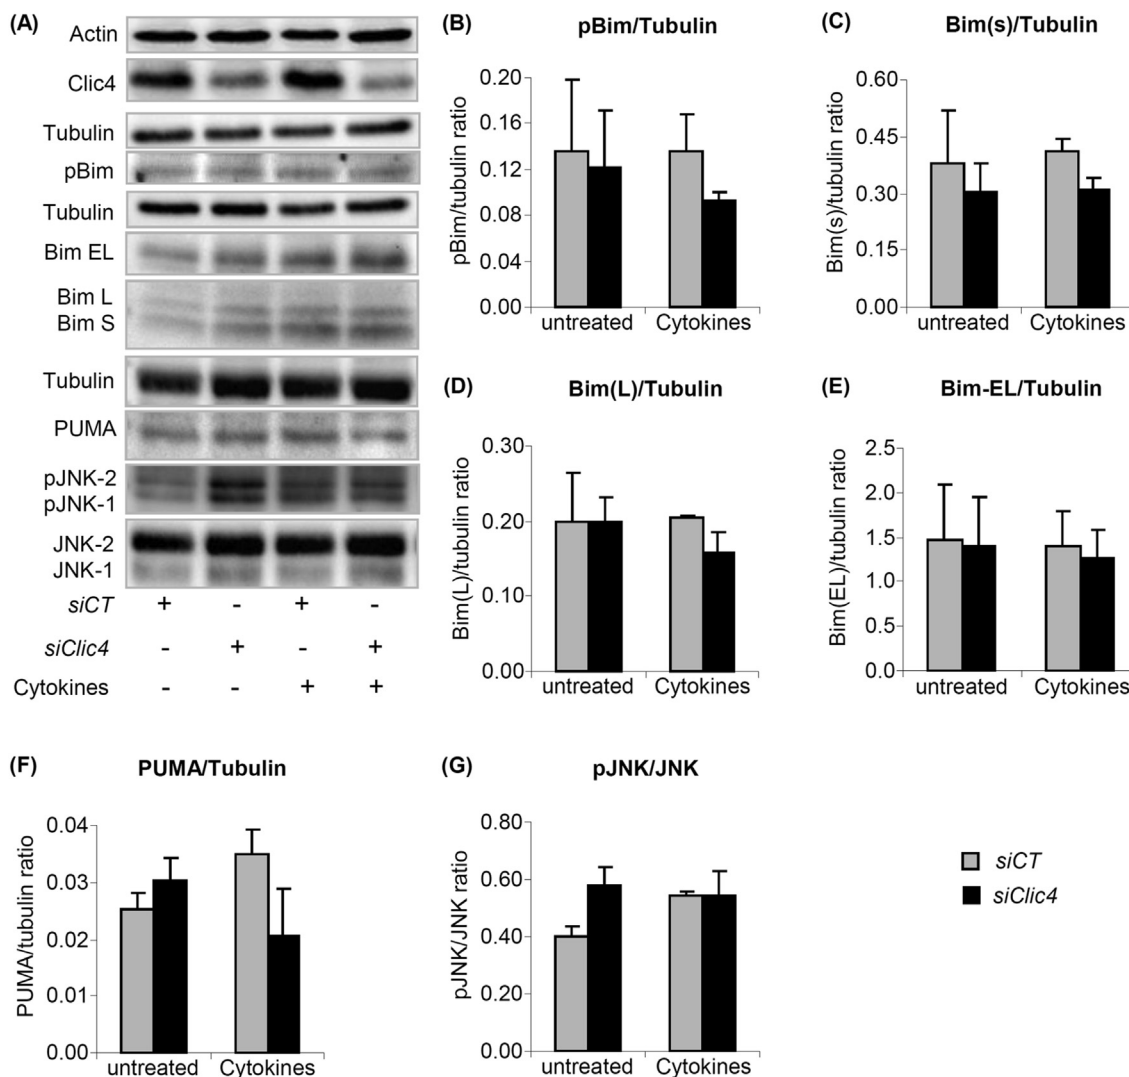 (A)
Actin
Clic4
Tubulin
pBim
Tubulin
Bim EL
Bim L
Bim S
Tubulin
PUMA
pJNK-2
pJNK-1
JNK-2
JNK-1
siCT + - + -
siClic4 - + - +
Cytokines - - + +
(B) pBim/Tubulin
pBim/tubulin ratio
0.20
0.16
0.12
0.08
0.04
0.00
untreated Cytokines
(C) Bim(s)/Tubulin
Bim(s)/tubulin ratio
0.60
0.45
0.30
0.15
0.00
untreated Cytokines
(D) Bim(L)/Tubulin
Bim(L)/tubulin ratio
0.30
0.20
0.10
0.00
untreated Cytokines
(E) Bim-EL/Tubulin
Bim(EL)/tubulin ratio
2.5
2.0
1.5
1.0
0.5
0.0
untreated Cytokines
(F) PUMA/Tubulin
PUMA/tubulin ratio
0.04
0.03
0.02
0.01
0.00
untreated Cytokines
(G) pJNK/JNK
pJNK/JNK ratio
0.80
0.60
0.40
0.20
0.00
untreated Cytokines
siCT
siClic4